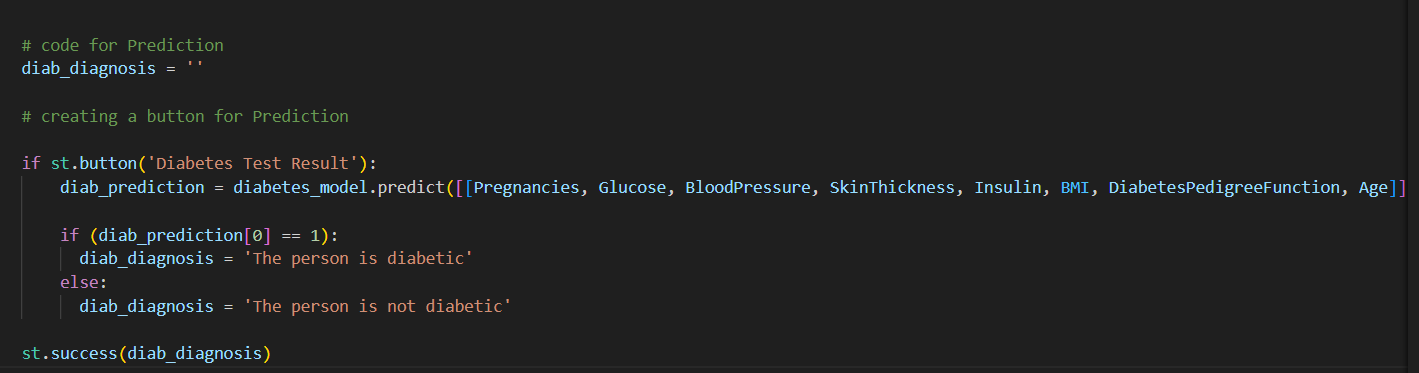 # code for Prediction
diab_diagnosis = ''
# creating a button for Prediction
if st.button('Diabetes Test Result'):
    diab_prediction = diabetes_model.predict([[Pregnancies, Glucose, BloodPressure, SkinThickness, Insulin, BMI, DiabetesPedigreeFunction, Age]]
    if (diab_prediction[0] == 1):
      diab_diagnosis = 'The person is diabetic'
    else:
      diab_diagnosis = 'The person is not diabetic'
st.success(diab_diagnosis)